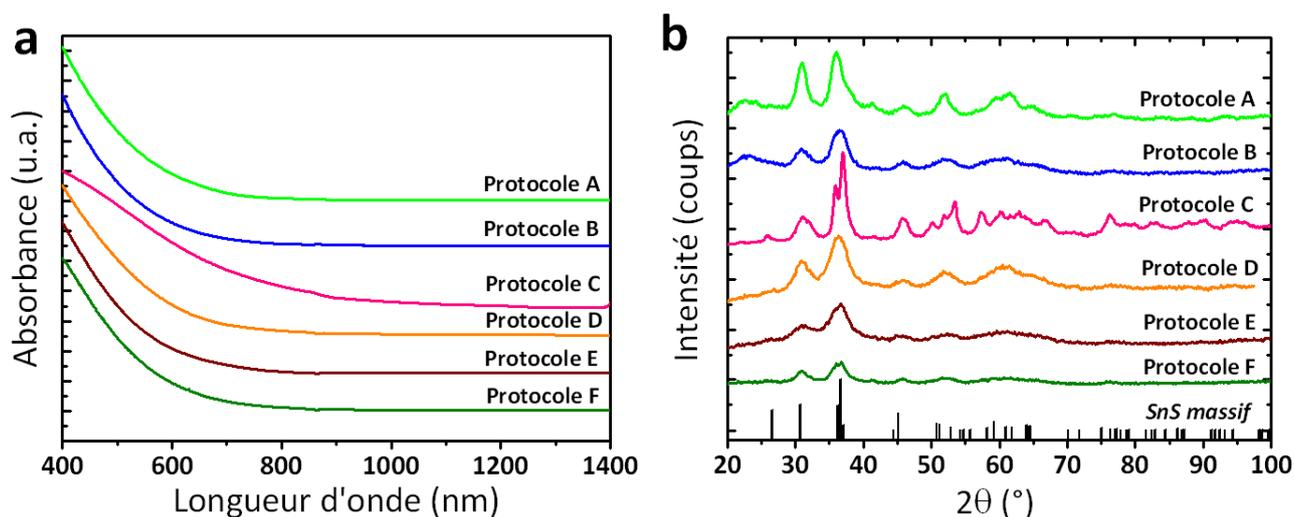 a
Absorbance (u.a.)
Protocole A
Protocole B
Protocole C
Protocole D
Protocole E
Protocole F
400 600 800 1000 1200 1400
Longueur d'onde (nm)
b
Intensité (coups)
Protocole A
Protocole B
Protocole C
Protocole D
Protocole E
Protocole F
SnS massif
20 30 40 50 60 70 80 90 100
2θ (°)